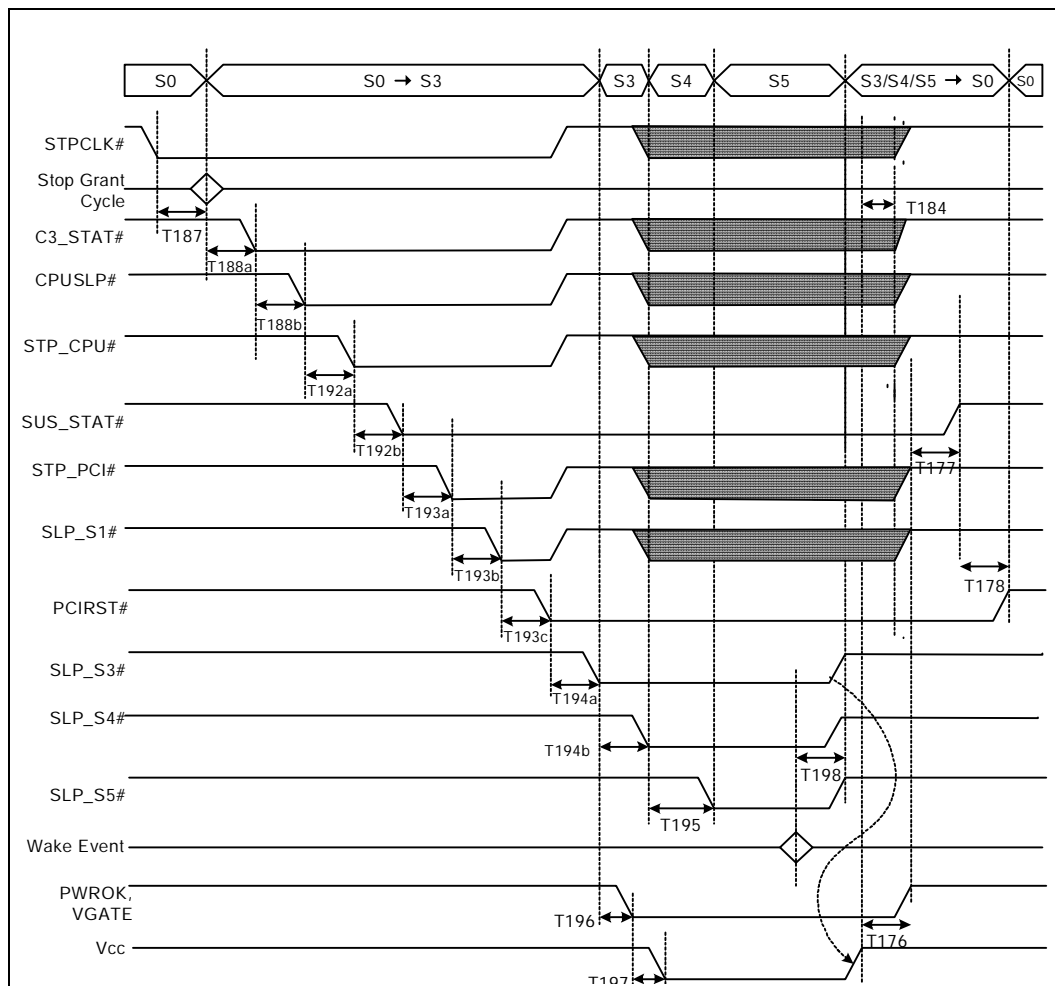 S0
S0 → S3
S3
S4
S5
S3/S4/S5 → S0
S0
STPCLK#
Stop Grant
Cycle
T187
T184
C3_STAT#
T188a
CPUSLP#
T188b
STP_CPU#
T192a
SUS_STAT#
T192b
T177
STP_PCI#
T193a
SLP_S1#
T193b
T178
PCIRST#
T193c
SLP_S3#
T194a
SLP_S4#
T194b
T198
SLP_S5#
T195
Wake Event
PWROK,
VGATE
T196
T176
Vcc
T197